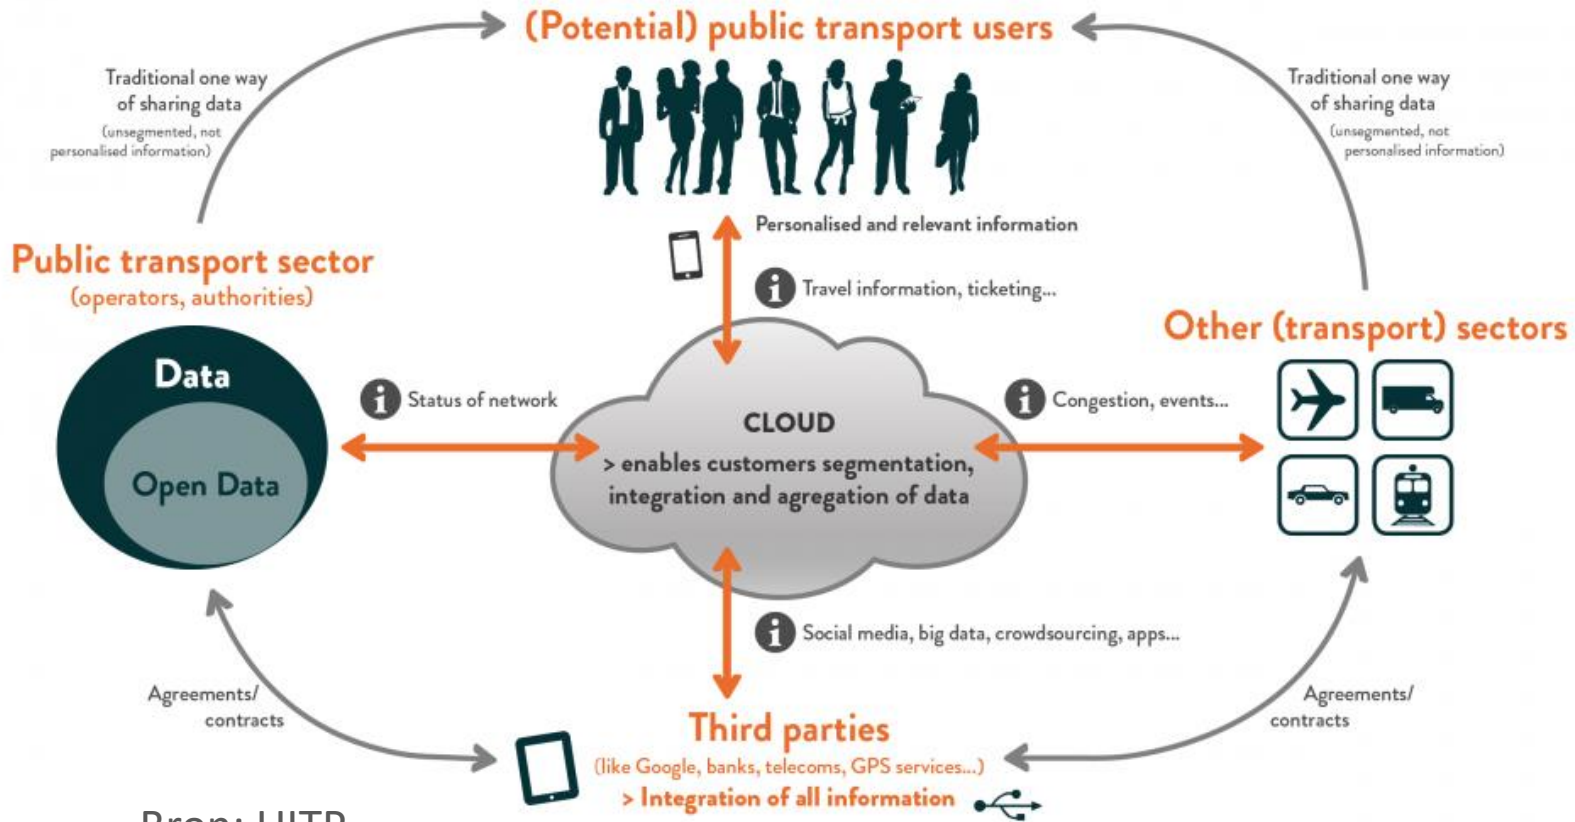 (Potential) public transport users
Traditional one way
of sharing data
(unsegmented, not
personalised information)
Traditional one way
of sharing data
(unsegmented, not
personalised information)
Personalised and relevant information
i Travel information, ticketing...
Public transport sector
(operators, authorities)
Data
Open Data
i Status of network
CLOUD
> enables customers segmentation,
integration and agregation of data
Other (transport) sectors
i Congestion, events...
i Social media, big data, crowdsourcing, apps...
Agreements/
contracts
Agreements/
contracts
Third parties
(like Google, banks, telecoms, GPS services...)
> Integration of all information
Bron: UITP